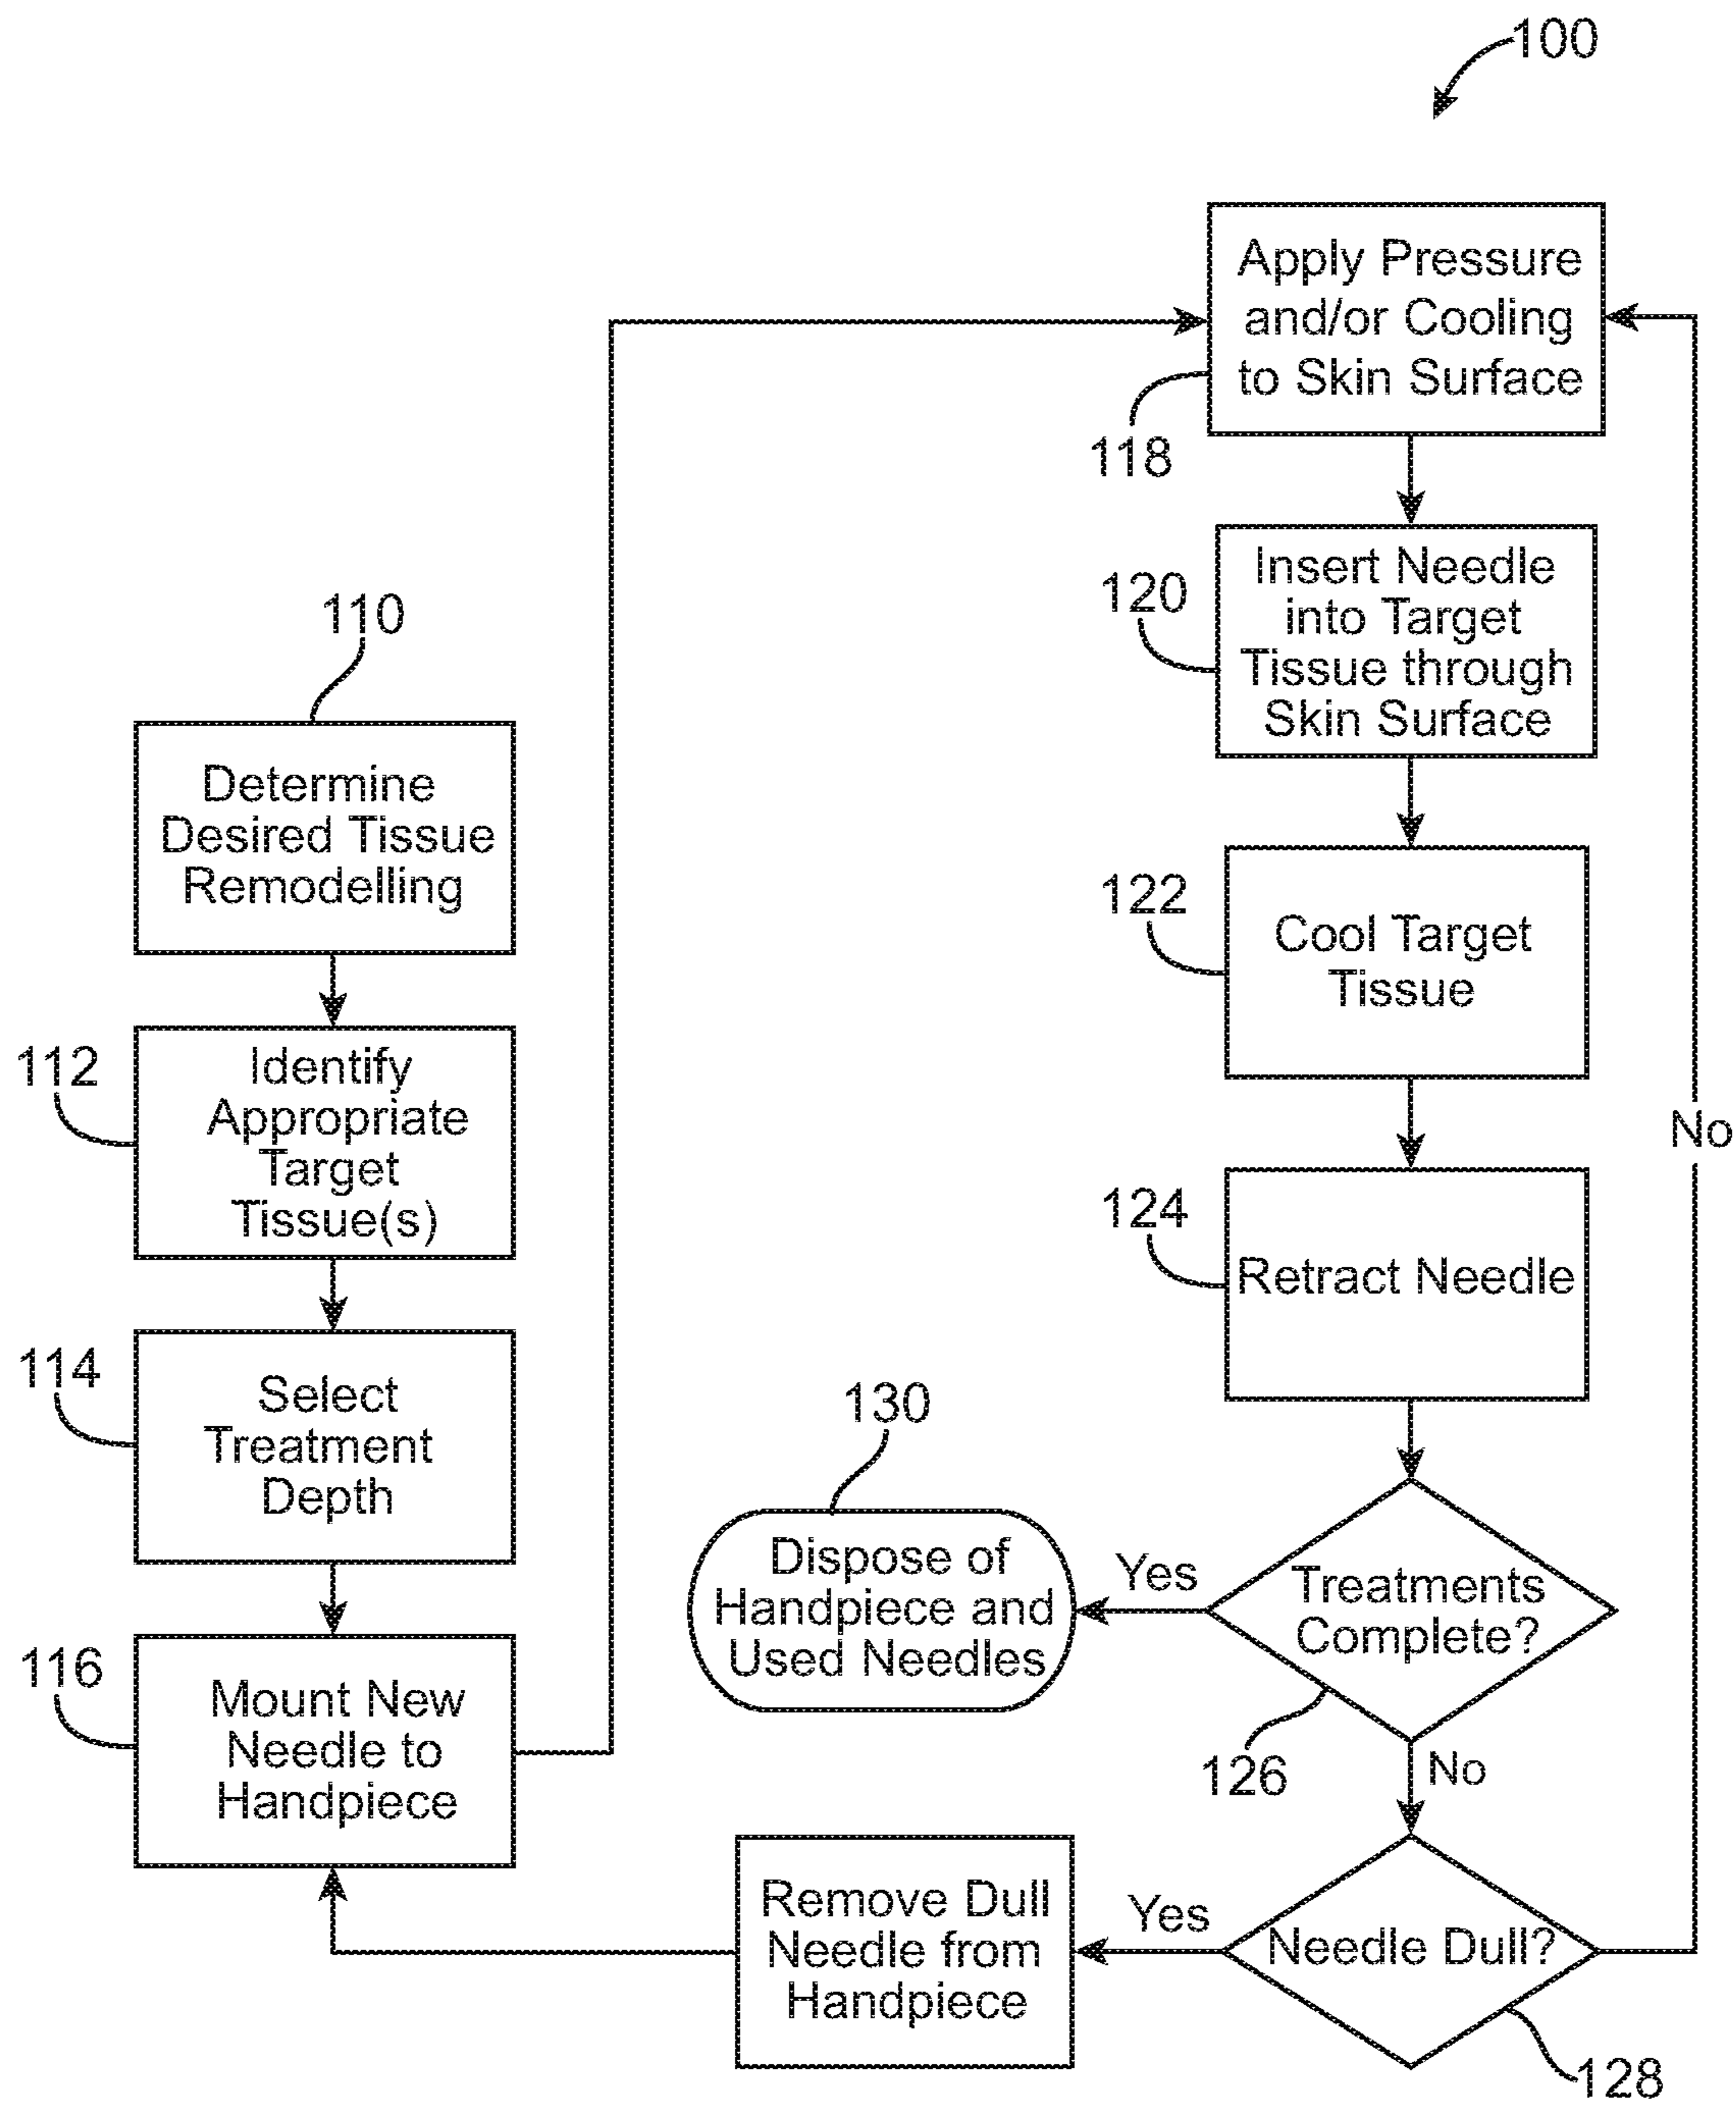 100
110
Determine
Desired Tissue
Remodelling
112
Identify
Appropriate
Target
Tissue(s)
114
Select
Treatment
Depth
116
Mount New
Needle to
Handpiece
Apply Pressure
and/or Cooling
to Skin Surface
118
120
Insert Needle
into Target
Tissue through
Skin Surface
122
Cool Target
Tissue
124
Retract Needle
Treatments
Complete?
126
Yes
130
Dispose of
Handpiece and
Used Needles
No
Needle Dull?
128
Yes
Remove Dull
Needle from
Handpiece
No